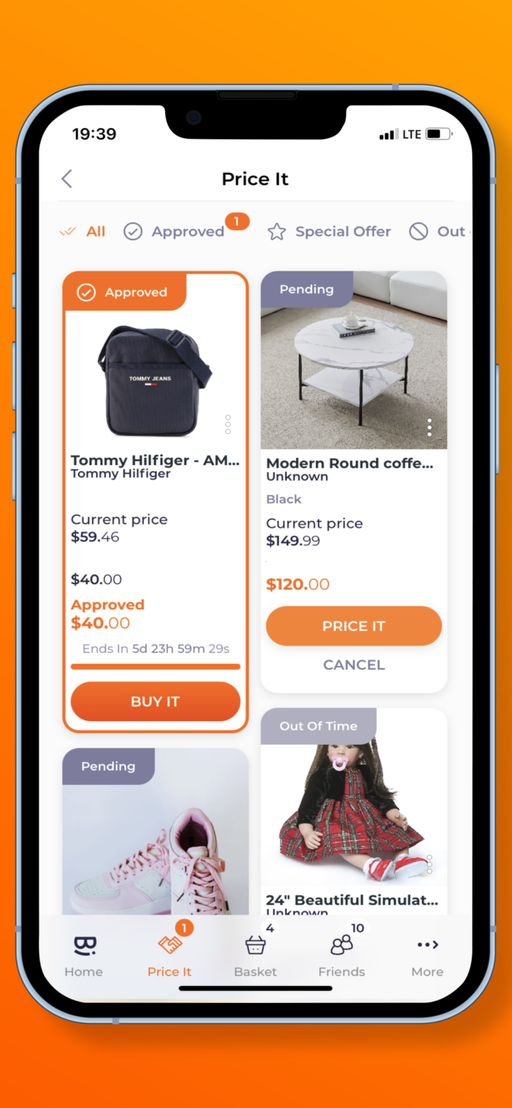 19:39
LTE
Price It
All
Approved
1
Special Offer
Out
Approved
TOMMY JEANS
Tommy Hilfiger - AM...
Tommy Hilfiger
Current price
$59.46
$40.00
Approved
$40.00
Ends In 5d 23h 59m 29s
BUY IT
Pending
Modern Round coffe...
Unknown
Black
Current price
$149.99
$120.00
PRICE IT
CANCEL
Pending
Out Of Time
24" Beautiful Simulat...
Unknown
Bi
Home
1
Price It
4
Basket
10
Friends
More